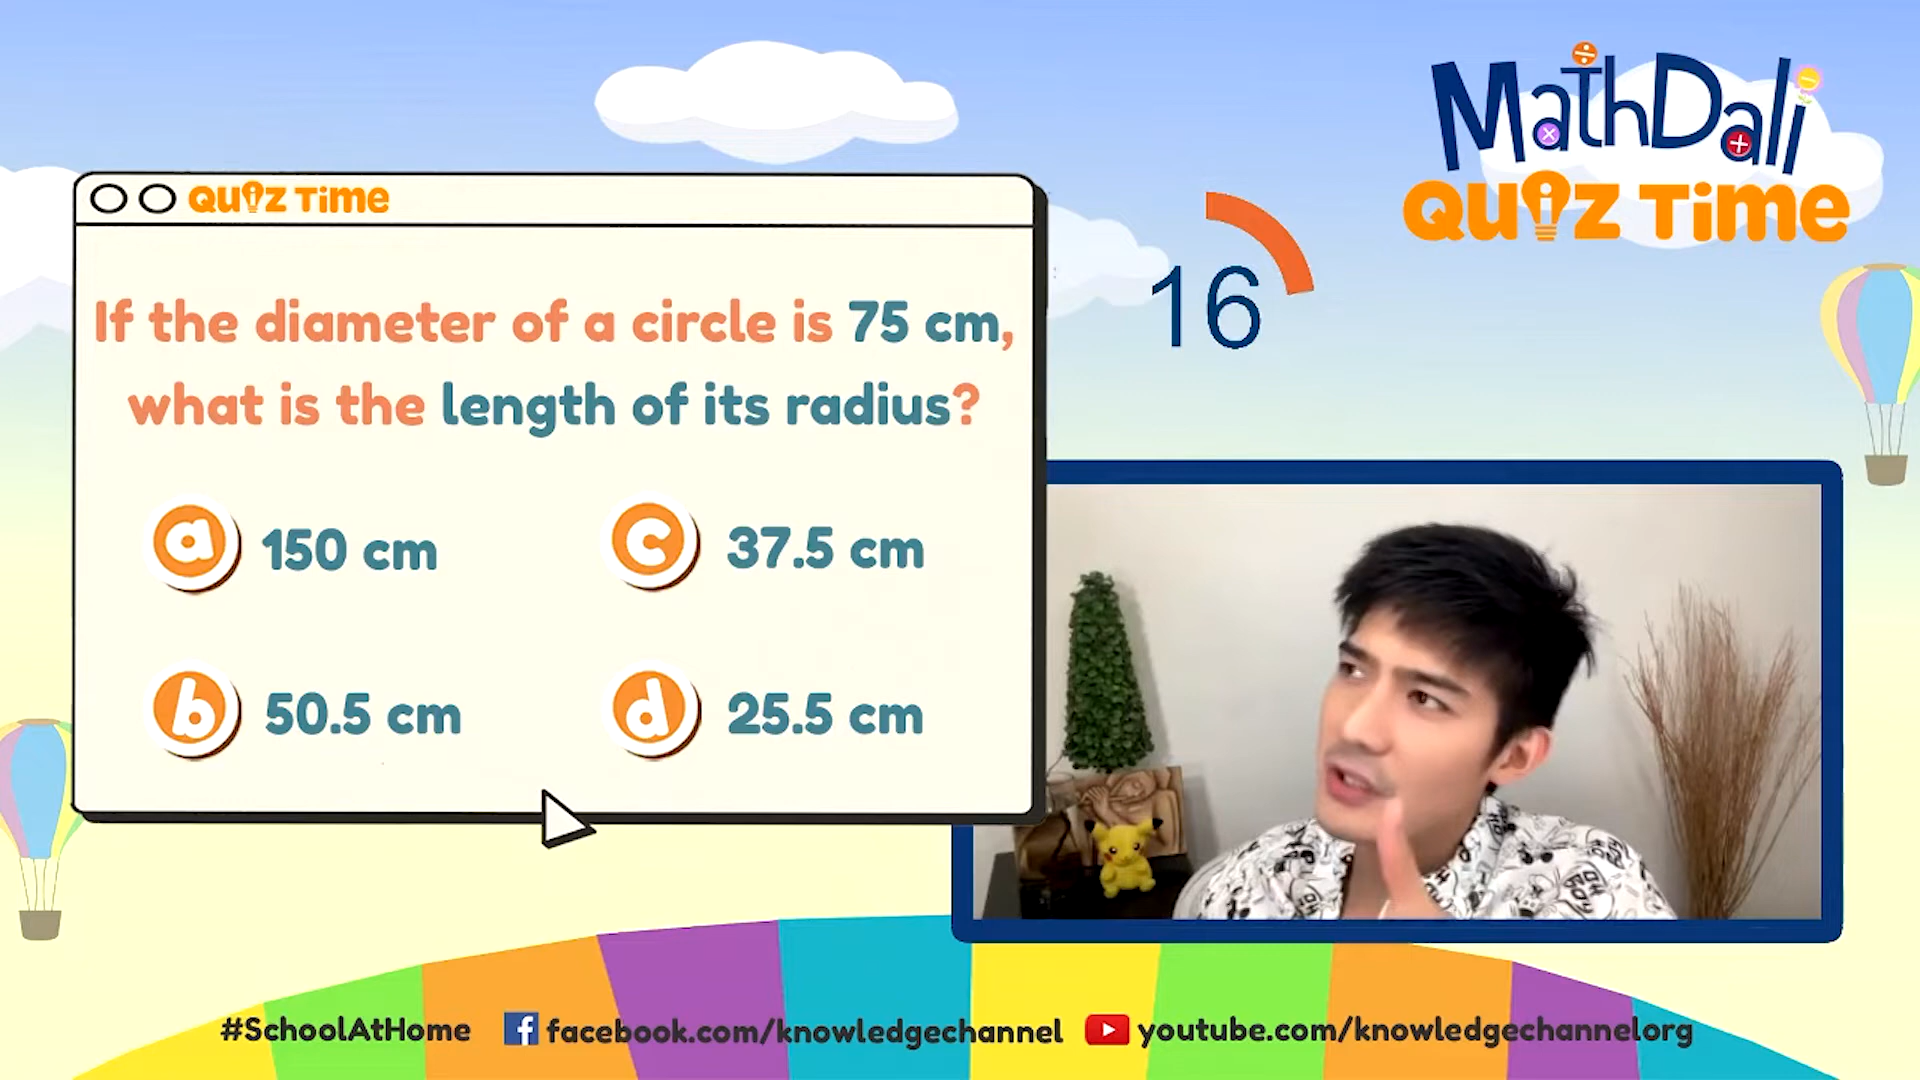 MathDali
QUIZ TIME
QUIZ TIME
16
If the diameter of a circle is 75 cm,
what is the length of its radius?
a 150 cm
c 37.5 cm
b 50.5 cm
d 25.5 cm
#SchoolAtHome facebook.com/knowledgechannel youtube.com/knowledgechannelorg